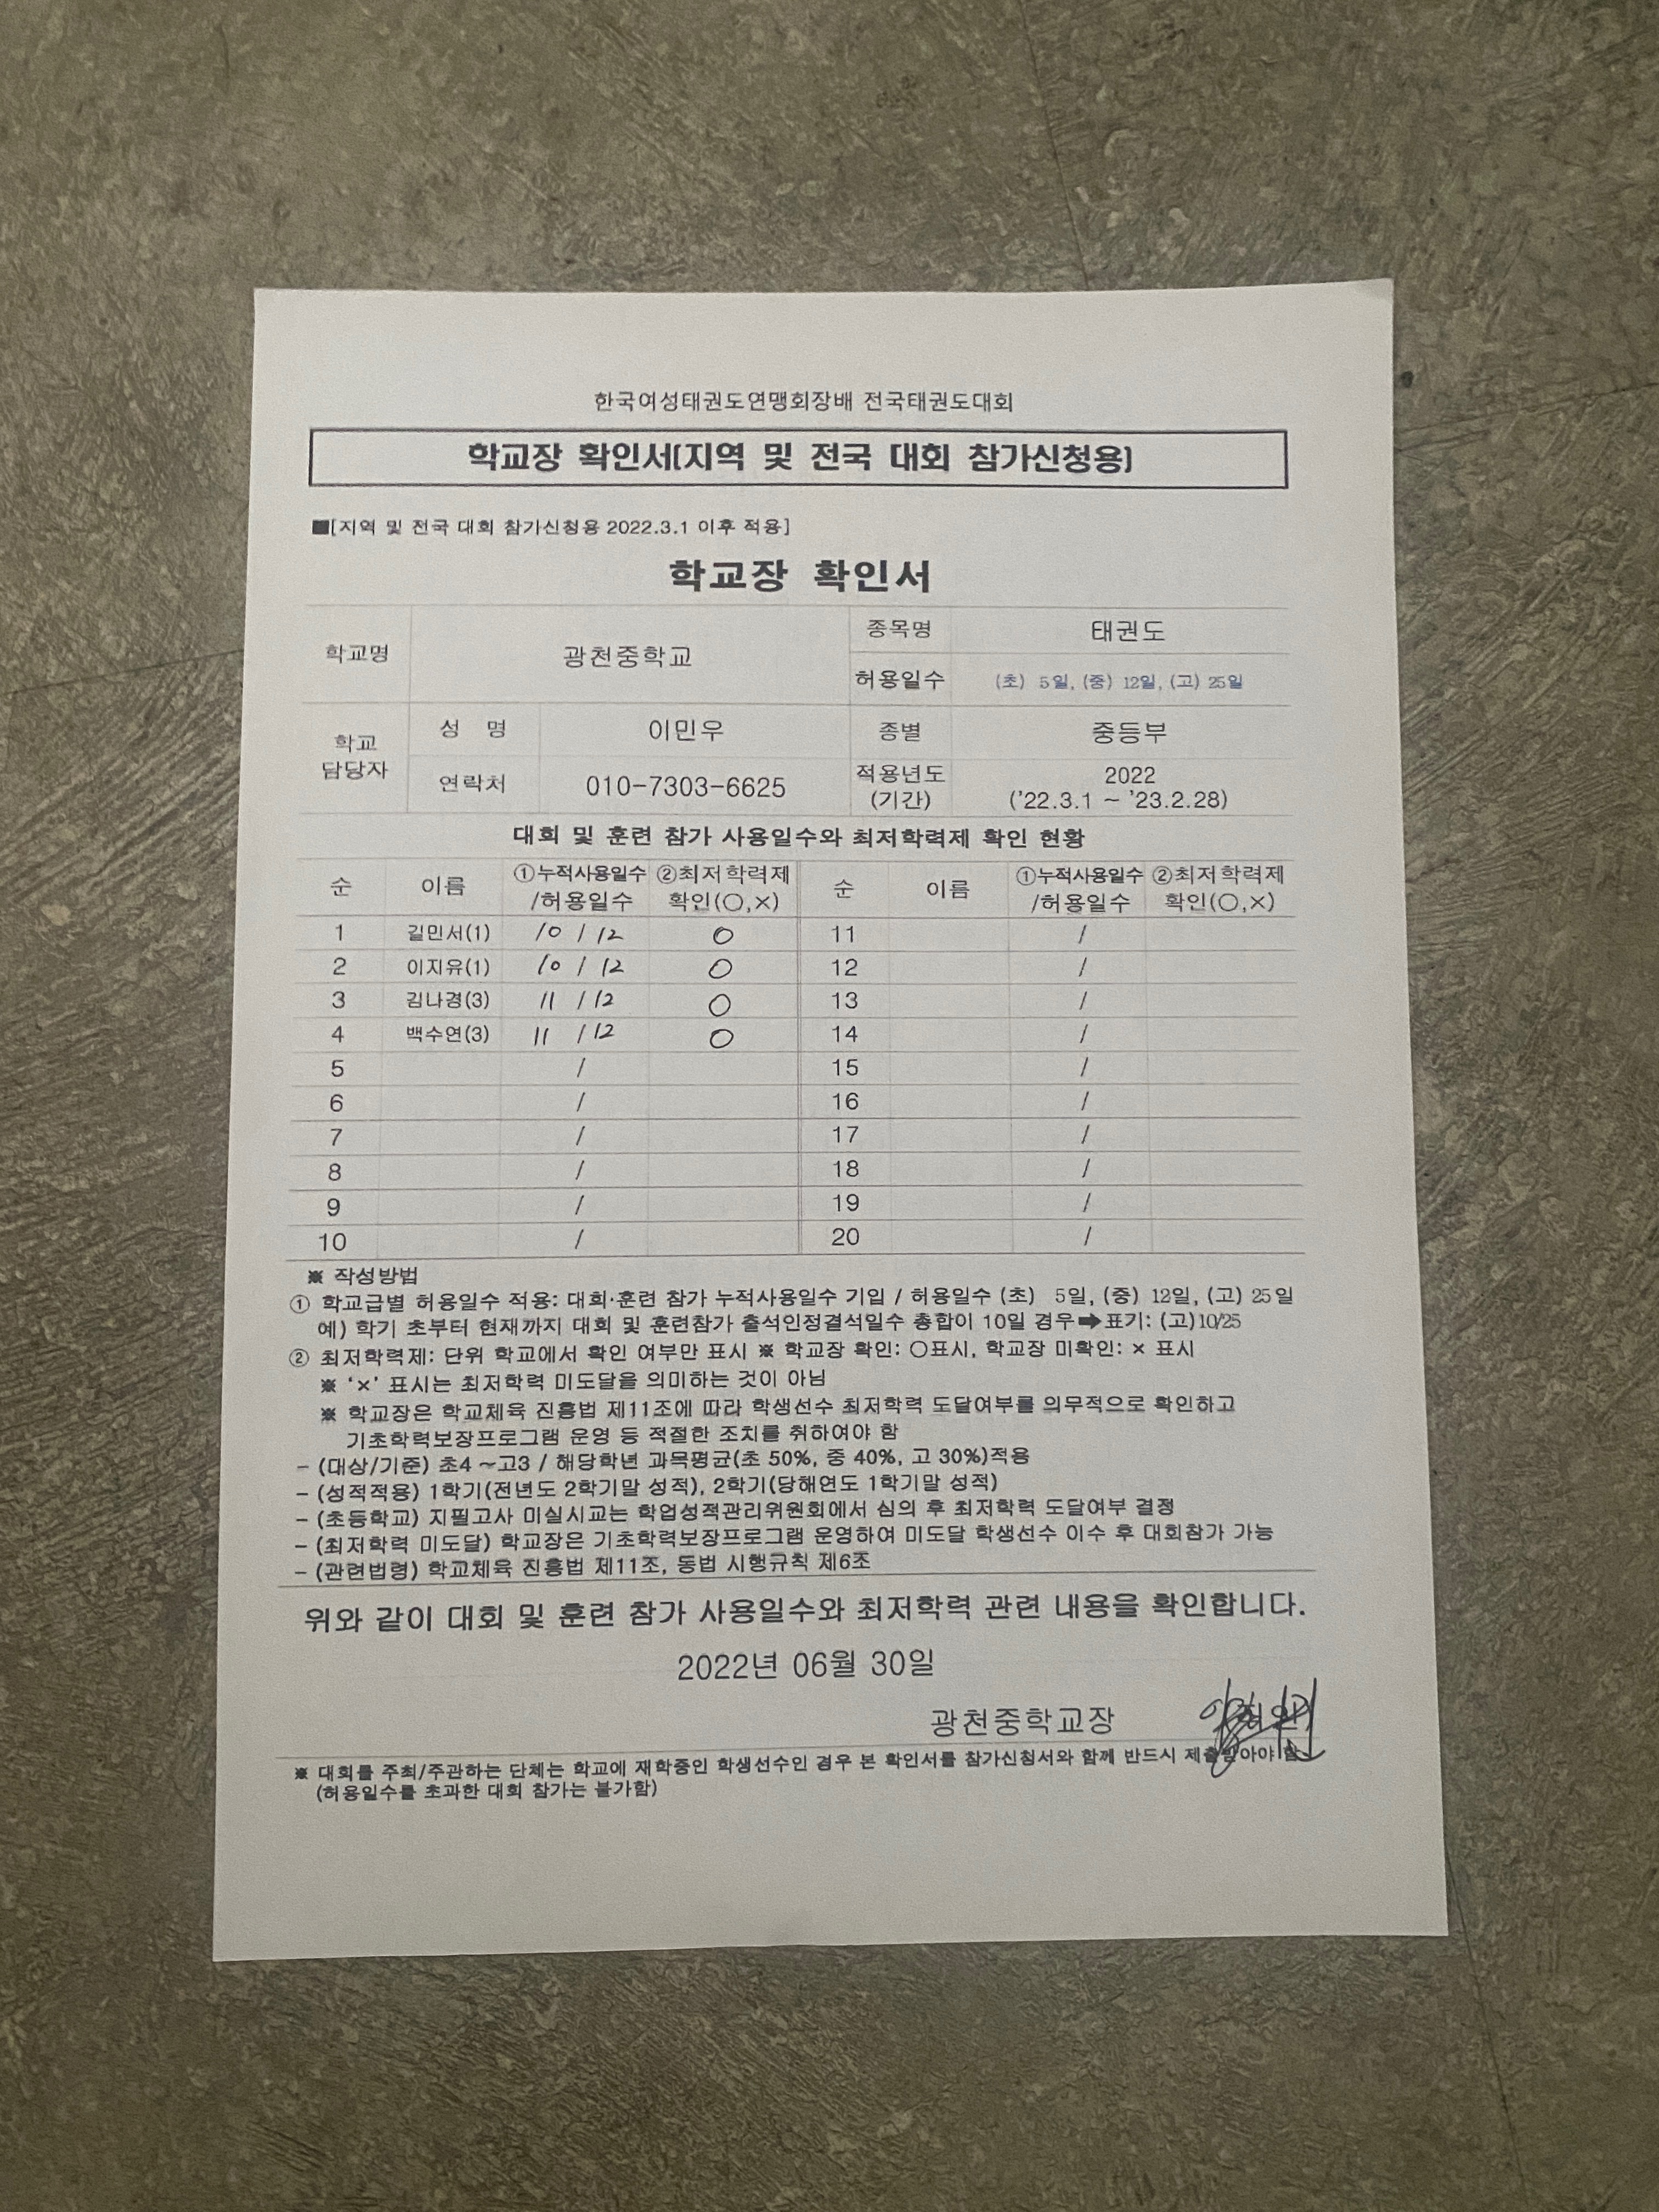 한국여성태권도연맹회장배 전국태권도대회
학교장 확인서(지역 및 전국 대회 참가신청용)
■[지역 및 전국 대회 참가신청용 2022.3.1 이후 적용]
학교장 확인서
학교명 광천중학교 종목명 태권도
허용일수 (초) 5일, (중) 12일, (고) 25일
학교 담당자 성 명 이민우 종별 중등부
연락처 010-7303-6625 적용년도 (기간) 2022 ('22.3.1 ~ '23.2.28)
대회 및 훈련 참가 사용일수와 최저학력제 확인 현황
순 이름 ①누적사용일수 /허용일수 ②최저학력제 확인(○,×) 순 이름 ①누적사용일수 /허용일수 ②최저학력제 확인(○,×)
1 길민서(1) 10 / 12 ○ 11 /
2 이지유(1) 10 / 12 ○ 12 /
3 김나경(3) 11 / 12 ○ 13 /
4 백수연(3) 11 / 12 ○ 14 /
5 / 15 /
6 / 16 /
7 / 17 /
8 / 18 /
9 / 19 /
10 / 20 /
※ 작성방법
① 학교급별 허용일수 적용: 대회·훈련 참가 누적사용일수 기입 / 허용일수 (초) 5일, (중) 12일, (고) 25일
예) 학기 초부터 현재까지 대회 및 훈련참가 출석인정결석일수 총합이 10일 경우➡표기: (고)10/25
② 최저학력제: 단위 학교에서 확인 여부만 표시 ※ 학교장 확인: ○표시, 학교장 미확인: × 표시
※ '×' 표시는 최저학력 미도달을 의미하는 것이 아님
※ 학교장은 학교체육 진흥법 제11조에 따라 학생선수 최저학력 도달여부를 의무적으로 확인하고
기초학력보장프로그램 운영 등 적절한 조치를 취하여야 함
- (대상/기준) 초4 ~고3 / 해당학년 과목평균(초 50%, 중 40%, 고 30%)적용
- (성적적용) 1학기(전년도 2학기말 성적), 2학기(당해연도 1학기말 성적)
- (초등학교) 지필고사 미실시교는 학업성적관리위원회에서 심의 후 최저학력 도달여부 결정
- (최저학력 미도달) 학교장은 기초학력보장프로그램 운영하여 미도달 학생선수 이수 후 대회참가 가능
- (관련법령) 학교체육 진흥법 제11조, 동법 시행규칙 제6조
위와 같이 대회 및 훈련 참가 사용일수와 최저학력 관련 내용을 확인합니다.
2022년 06월 30일
광천중학교장
※ 대회를 주최/주관하는 단체는 학교에 재학중인 학생선수인 경우 본 확인서를 참가신청서와 함께 반드시 제출받아야 함
(허용일수를 초과한 대회 참가는 불가함)